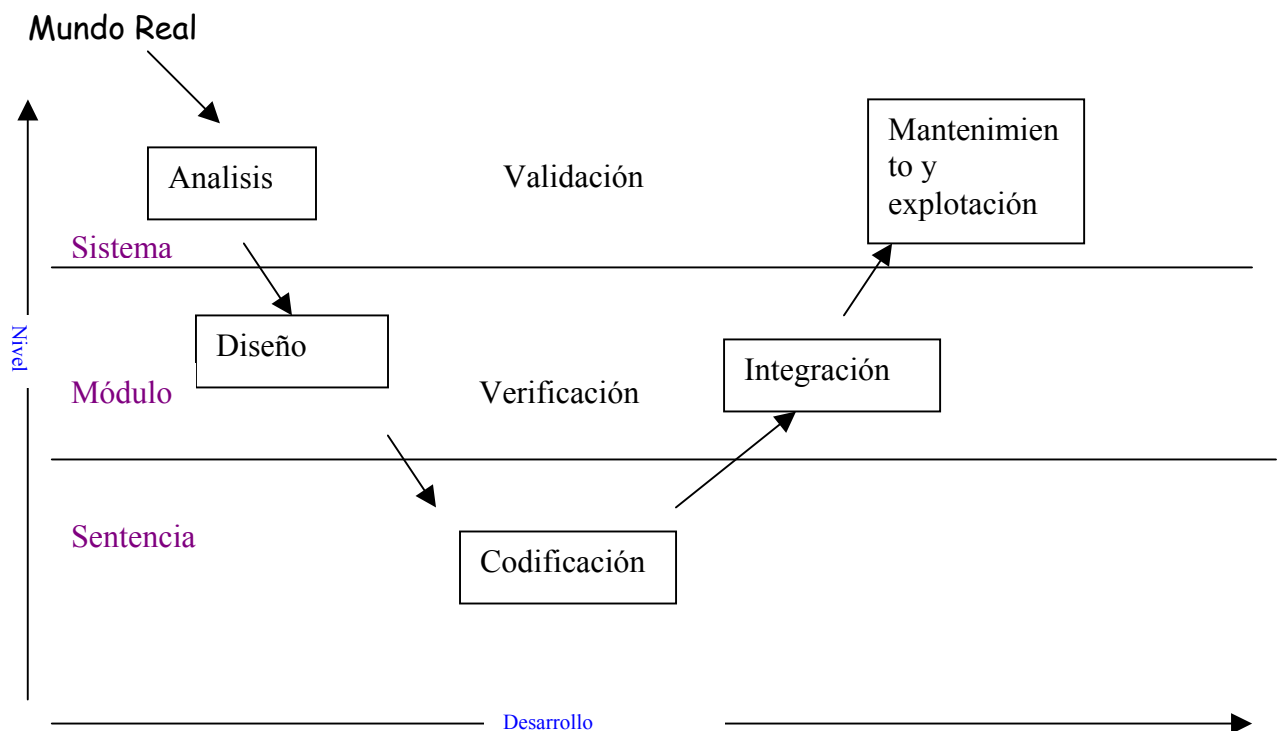 Mundo Real
Analisis
Validación
Mantenimien
to y
explotación
Sistema
Diseño
Nivel
Módulo
Verificación
Integración
Sentencia
Codificación
Desarrollo